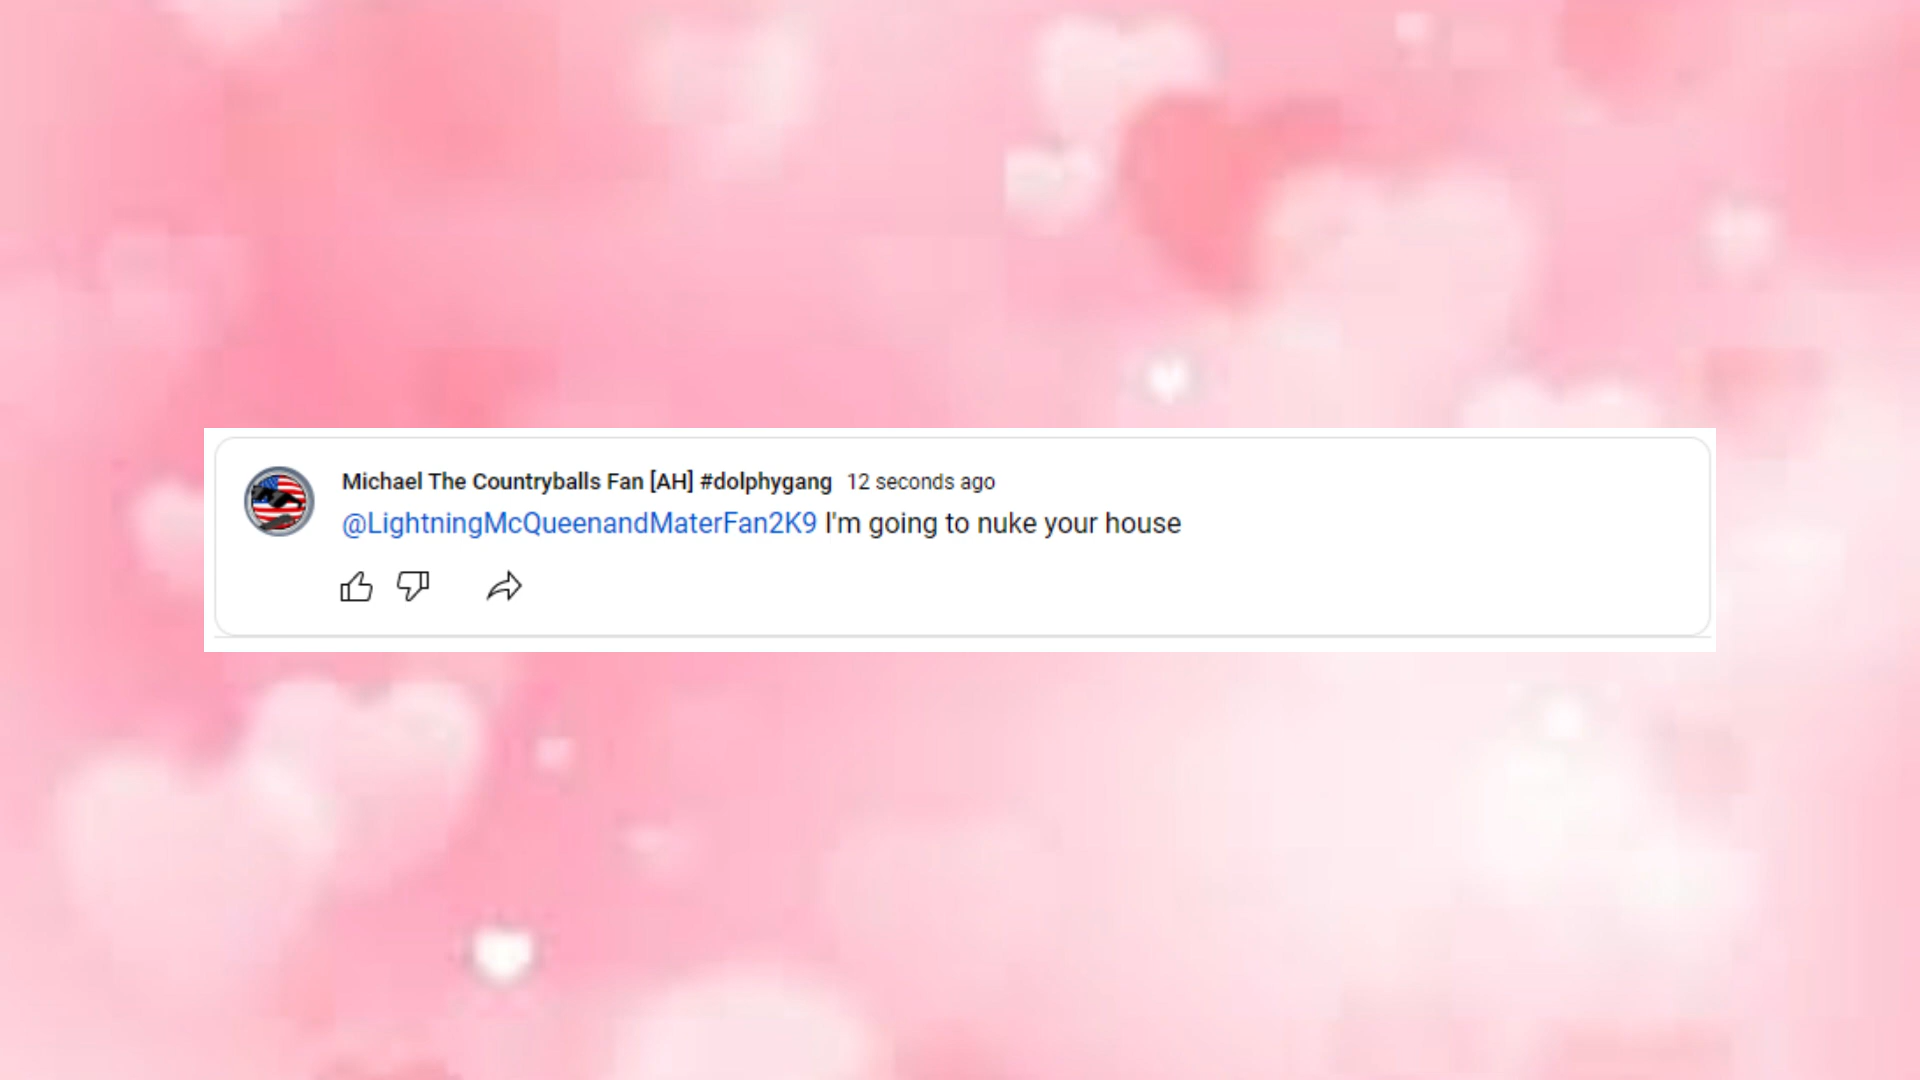 Michael The Countryballs Fan [AH] #dolphygang 12 seconds ago
@LightningMcQueenandMaterFan2K9 I'm going to nuke your house